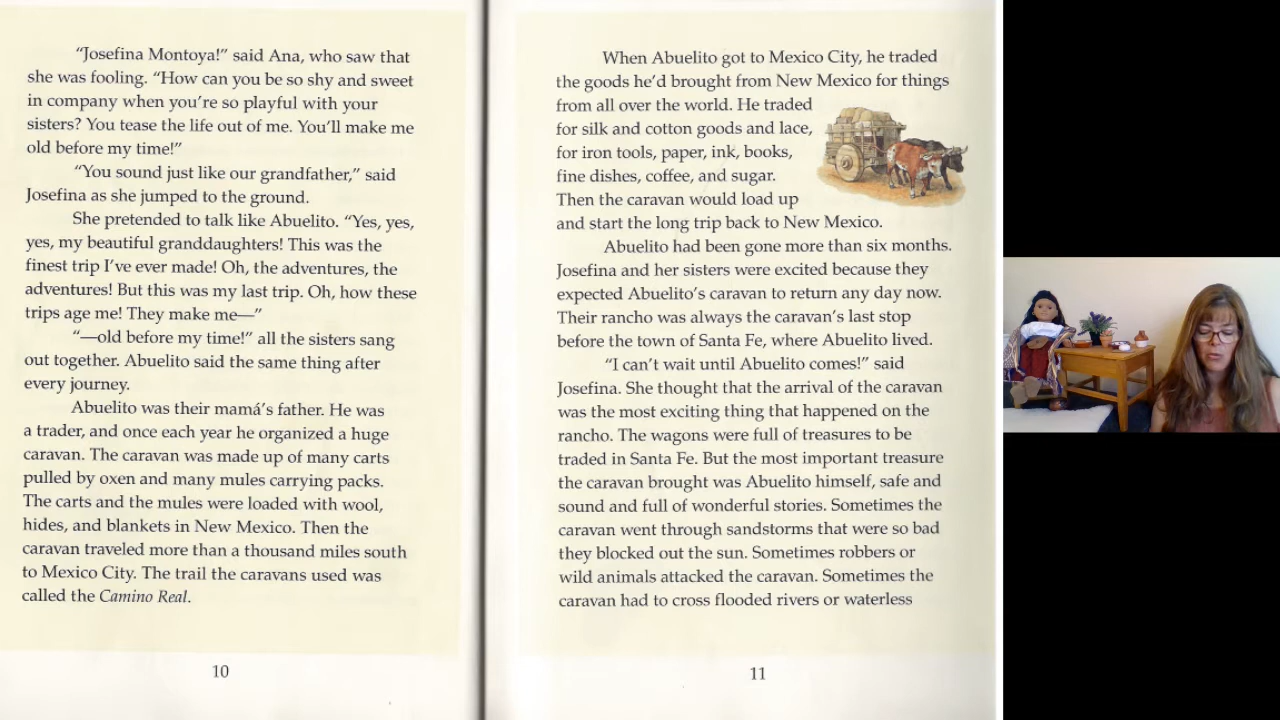 “Josefina Montoya!” said Ana, who saw that
she was fooling. “How can you be so shy and sweet
in company when you’re so playful with your
sisters? You tease the life out of me. You’ll make me
old before my time!”
“You sound just like our grandfather,” said
Josefina as she jumped to the ground.
She pretended to talk like Abuelito. “Yes, yes,
yes, my beautiful granddaughters! This was the
finest trip I’ve ever made! Oh, the adventures, the
adventures! But this was my last trip. Oh, how these
trips age me! They make me—”
“—old before my time!” all the sisters sang
out together. Abuelito said the same thing after
every journey.
Abuelito was their mamá’s father. He was
a trader, and once each year he organized a huge
caravan. The caravan was made up of many carts
pulled by oxen and many mules carrying packs.
The carts and the mules were loaded with wool,
hides, and blankets in New Mexico. Then the
caravan traveled more than a thousand miles south
to Mexico City. The trail the caravans used was
called the Camino Real.
10
When Abuelito got to Mexico City, he traded
the goods he’d brought from New Mexico for things
from all over the world. He traded
for silk and cotton goods and lace,
for iron tools, paper, ink, books,
fine dishes, coffee, and sugar.
Then the caravan would load up
and start the long trip back to New Mexico.
Abuelito had been gone more than six months.
Josefina and her sisters were excited because they
expected Abuelito’s caravan to return any day now.
Their rancho was always the caravan’s last stop
before the town of Santa Fe, where Abuelito lived.
“I can’t wait until Abuelito comes!” said
Josefina. She thought that the arrival of the caravan
was the most exciting thing that happened on the
rancho. The wagons were full of treasures to be
traded in Santa Fe. But the most important treasure
the caravan brought was Abuelito himself, safe and
sound and full of wonderful stories. Sometimes the
caravan went through sandstorms that were so bad
they blocked out the sun. Sometimes robbers or
wild animals attacked the caravan. Sometimes the
caravan had to cross flooded rivers or waterless
11